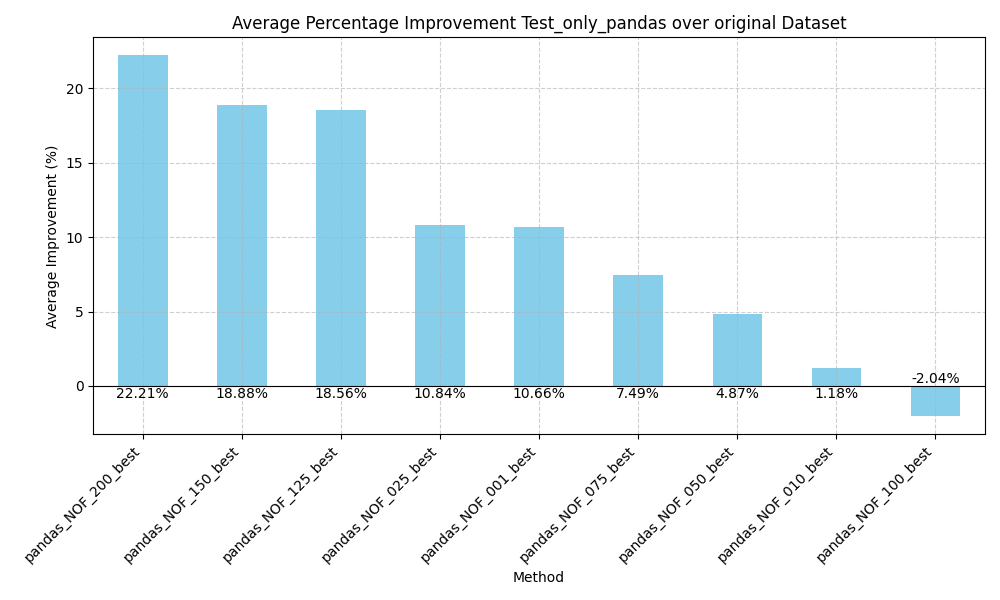 Average Percentage Improvement Test_only_pandas over original Dataset
Average Improvement (%)
20
15
10
5
0
22.21%
18.88%
18.56%
10.84%
10.66%
7.49%
4.87%
1.18%
-2.04%
pandas_NOF_200_best
pandas_NOF_150_best
pandas_NOF_125_best
pandas_NOF_025_best
pandas_NOF_001_best
pandas_NOF_075_best
pandas_NOF_050_best
pandas_NOF_010_best
pandas_NOF_100_best
Method